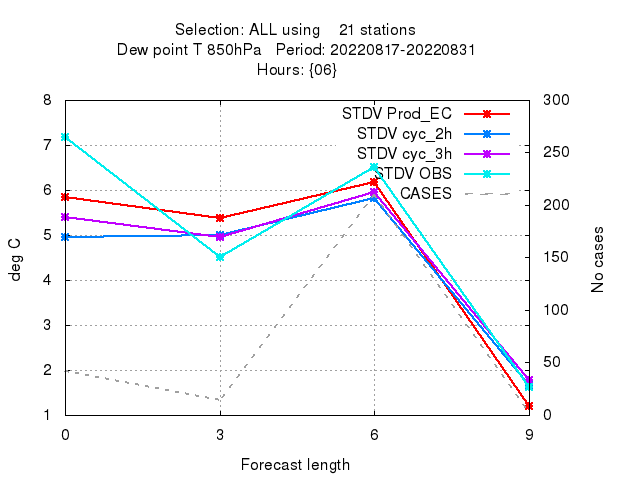 Selection: ALL using    21 stations
Dew point T 850hPa   Period: 20220817-20220831
Hours: {06}
8
7
6
5
4
3
2
1
deg C
300
250
200
150
100
50
0
No cases
STDV Prod_EC
STDV cyc_2h
STDV cyc_3h
STDV OBS
CASES
0 3 6 9
Forecast length